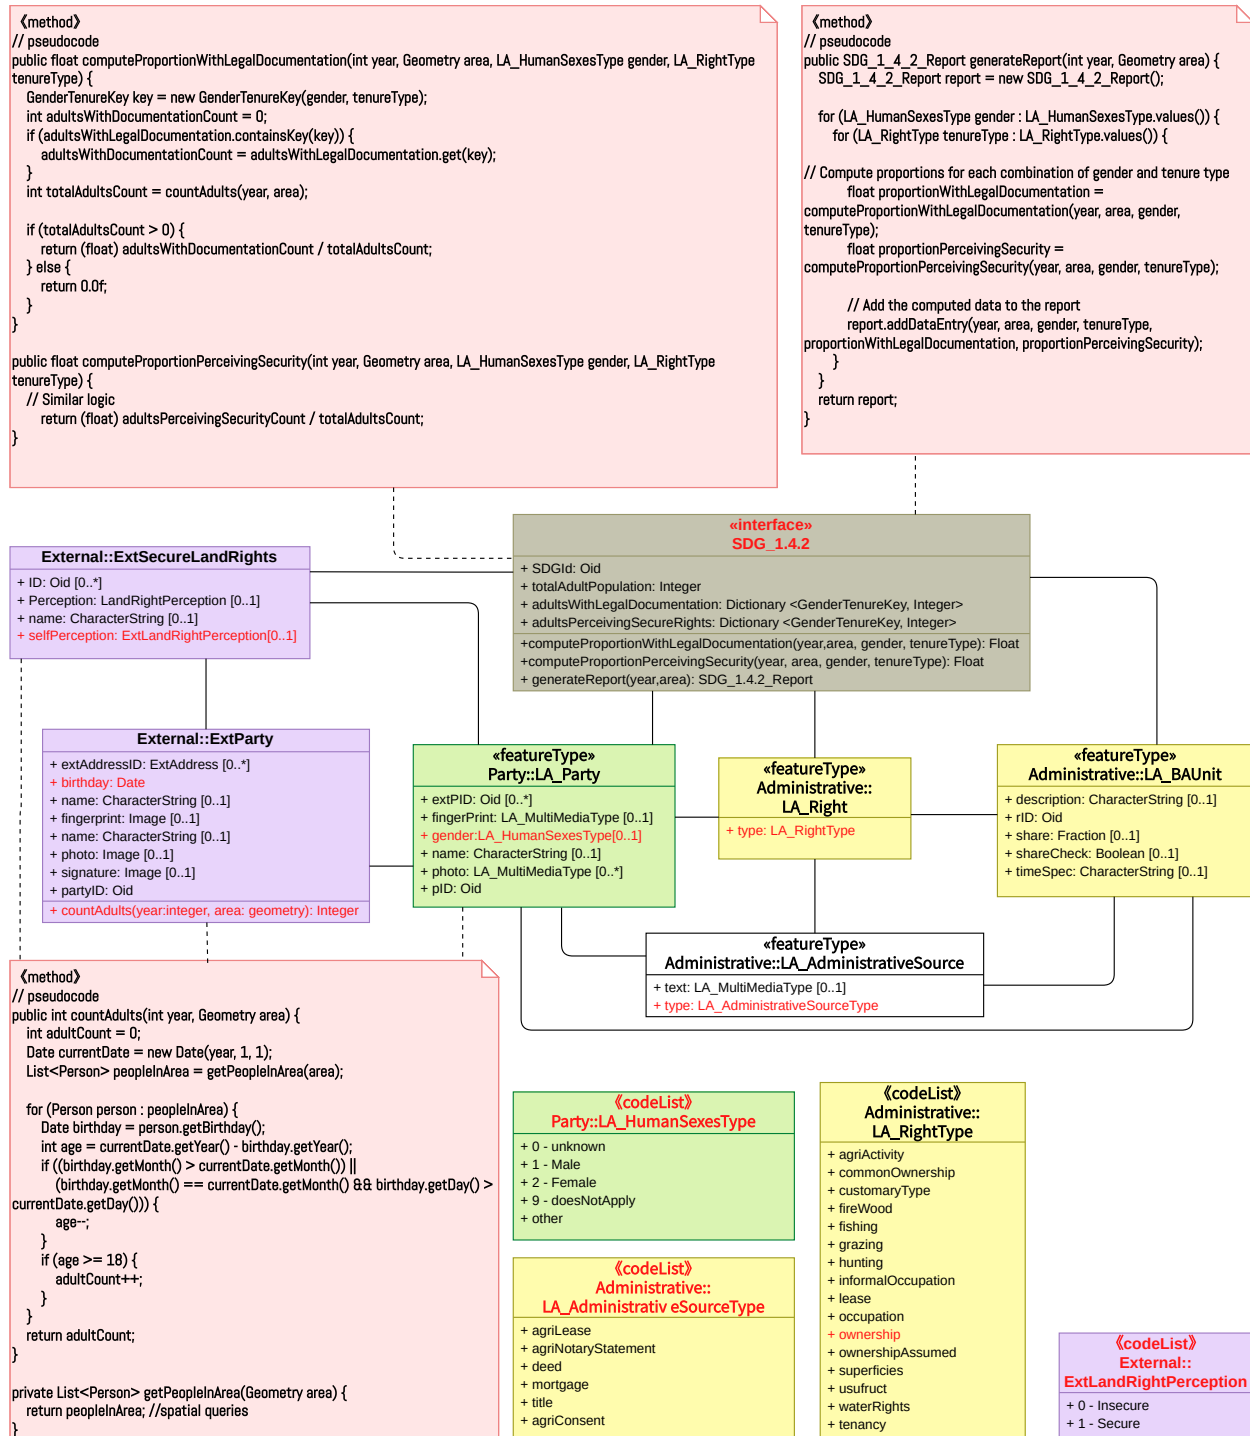 《method》
// pseudocode
public float computeProportionWithLegalDocumentation(int year, Geometry area, LA_HumanSexesType gender, LA_RightType
tenureType) {
GenderTenureKey key = new GenderTenureKey(gender, tenureType);
int adultsWithDocumentationCount = 0;
if (adultsWithLegalDocumentation.containsKey(key)) {
adultsWithDocumentationCount = adultsWithLegalDocumentation.get(key);
}
int totalAdultsCount = countAdults(year, area);
if (totalAdultsCount > 0) {
return (float) adultsWithDocumentationCount / totalAdultsCount;
} else {
return 0.0f;
}
}
public float computeProportionPerceivingSecurity(int year, Geometry area, LA_HumanSexesType gender, LA_RightType
tenureType) {
// Similar logic
return (float) adultsPerceivingSecurityCount / totalAdultsCount;
}
《method》
// pseudocode
public SDG_1_4_2_Report generateReport(int year, Geometry area) {
SDG_1_4_2_Report report = new SDG_1_4_2_Report();
for (LA_HumanSexesType gender : LA_HumanSexesType.values()) {
for (LA_RightType tenureType : LA_RightType.values()) {
// Compute proportions for each combination of gender and tenure type
float proportionWithLegalDocumentation =
computeProportionWithLegalDocumentation(year, area, gender,
tenureType);
float proportionPerceivingSecurity =
computeProportionPerceivingSecurity(year, area, gender, tenureType);
// Add the computed data to the report
report.addDataEntry(year, area, gender, tenureType,
proportionWithLegalDocumentation, proportionPerceivingSecurity);
}
}
return report;
}
«interface»
SDG_1.4.2
+ SDGId: Oid
+ totalAdultPopulation: Integer
+ adultsWithLegalDocumentation: Dictionary <GenderTenureKey, Integer>
+ adultsPerceivingSecureRights: Dictionary <GenderTenureKey, Integer>
+computeProportionWithLegalDocumentation(year,area, gender, tenureType): Float
+computeProportionPerceivingSecurity(year, area, gender, tenureType): Float
+ generateReport(year,area): SDG_1.4.2_Report
External::ExtSecureLandRights
+ ID: Oid [0..*]
+ Perception: LandRightPerception [0..1]
+ name: CharacterString [0..1]
+ selfPerception: ExtLandRightPerception[0..1]
External::ExtParty
+ extAddressID: ExtAddress [0..*]
+ birthday: Date
+ name: CharacterString [0..1]
+ fingerprint: Image [0..1]
+ name: CharacterString [0..1]
+ photo: Image [0..1]
+ signature: Image [0..1]
+ partyID: Oid
+ countAdults(year:integer, area: geometry): Integer
«featureType»
Party::LA_Party
+ extPID: Oid [0..*]
+ fingerPrint: LA_MultiMediaType [0..1]
+ gender:LA_HumanSexesType[0..1]
+ name: CharacterString [0..1]
+ photo: LA_MultiMediaType [0..*]
+ pID: Oid
«featureType»
Administrative::
LA_Right
+ type: LA_RightType
«featureType»
Administrative::LA_BAUnit
+ description: CharacterString [0..1]
+ rID: Oid
+ share: Fraction [0..1]
+ shareCheck: Boolean [0..1]
+ timeSpec: CharacterString [0..1]
«featureType»
Administrative::LA_AdministrativeSource
+ text: LA_MultiMediaType [0..1]
+ type: LA_AdministrativeSourceType
《method》
// pseudocode
public int countAdults(int year, Geometry area) {
int adultCount = 0;
Date currentDate = new Date(year, 1, 1);
List<Person> peopleInArea = getPeopleInArea(area);
for (Person person : peopleInArea) {
Date birthday = person.getBirthday();
int age = currentDate.getYear() - birthday.getYear();
if ((birthday.getMonth() > currentDate.getMonth()) ||
(birthday.getMonth() == currentDate.getMonth() && birthday.getDay() >
currentDate.getDay())) {
age--;
}
if (age >= 18) {
adultCount++;
}
}
return adultCount;
}
private List<Person> getPeopleInArea(Geometry area) {
return peopleInArea; //spatial queries
}
《codeList》
Party::LA_HumanSexesType
+ 0 - unknown
+ 1 - Male
+ 2 - Female
+ 9 - doesNotApply
+ other
《codeList》
Administrative::
LA_Administrativ eSourceType
+ agriLease
+ agriNotaryStatement
+ deed
+ mortgage
+ title
+ agriConsent
《codeList》
Administrative::
LA_RightType
+ agriActivity
+ commonOwnership
+ customaryType
+ fireWood
+ fishing
+ grazing
+ hunting
+ informalOccupation
+ lease
+ occupation
+ ownership
+ ownershipAssumed
+ superficies
+ usufruct
+ waterRights
+ tenancy
《codeList》
External::
ExtLandRightPerception
+ 0 - Insecure
+ 1 - Secure